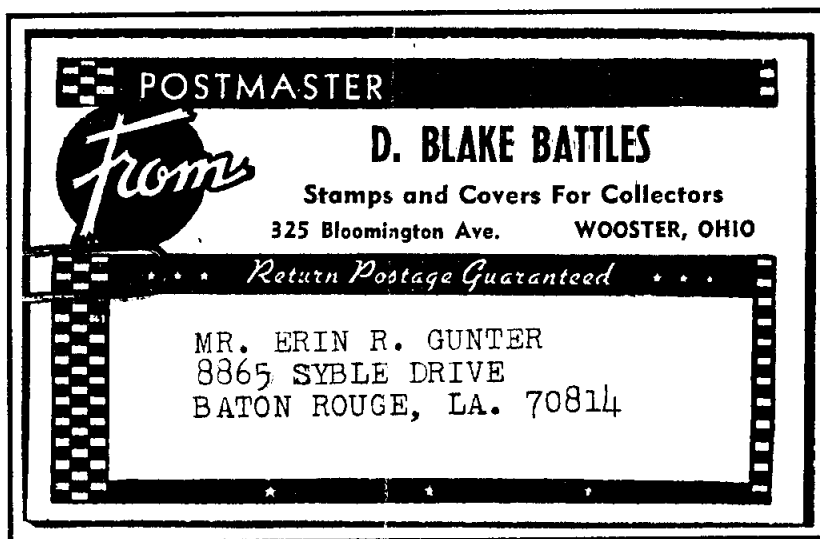 POSTMASTER
From
D. BLAKE BATTLES
Stamps and Covers For Collectors
325 Bloomington Ave. WOOSTER, OHIO
Return Postage Guaranteed
MR. ERIN R. GUNTER
8865 SYBLE DRIVE
BATON ROUGE, LA. 70814